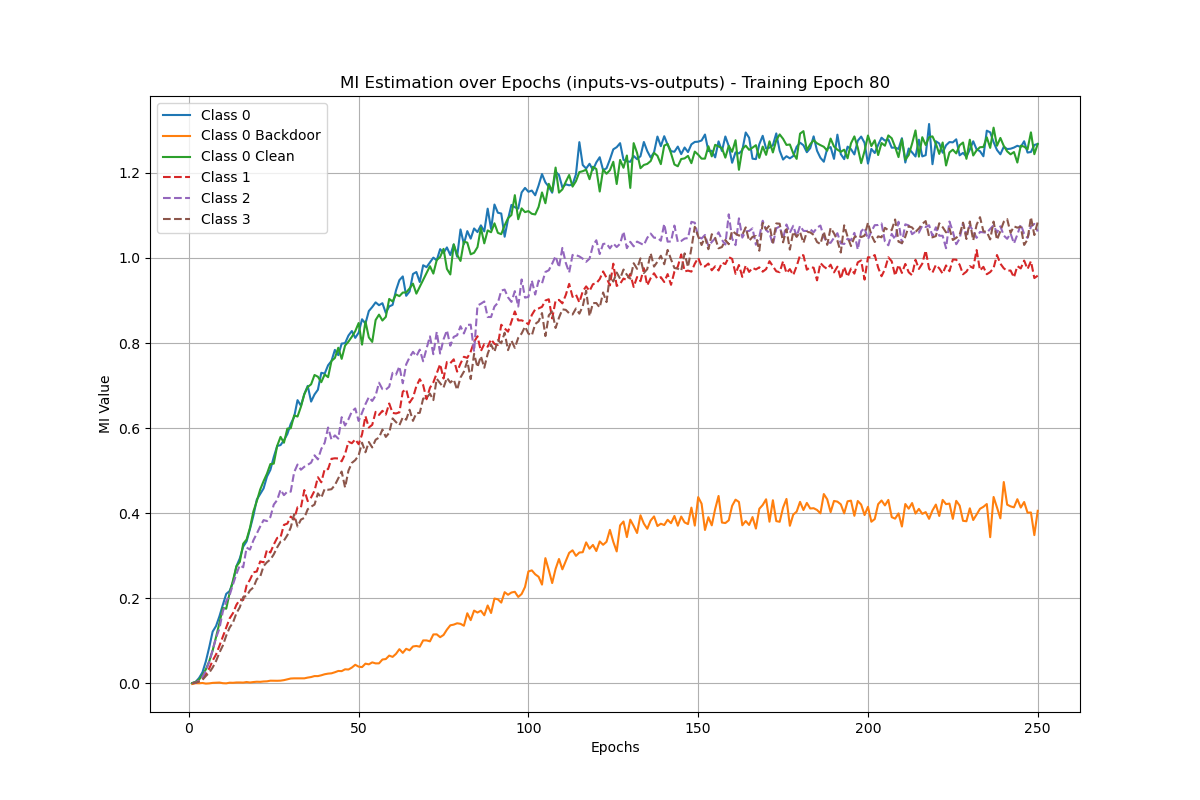 MI Estimation over Epochs (inputs-vs-outputs) - Training Epoch 80
Class 0
Class 0 Backdoor
Class 0 Clean
Class 1
Class 2
Class 3
MI Value
1.2
1.0
0.8
0.6
0.4
0.2
0.0
0 50 100 150 200 250
Epochs